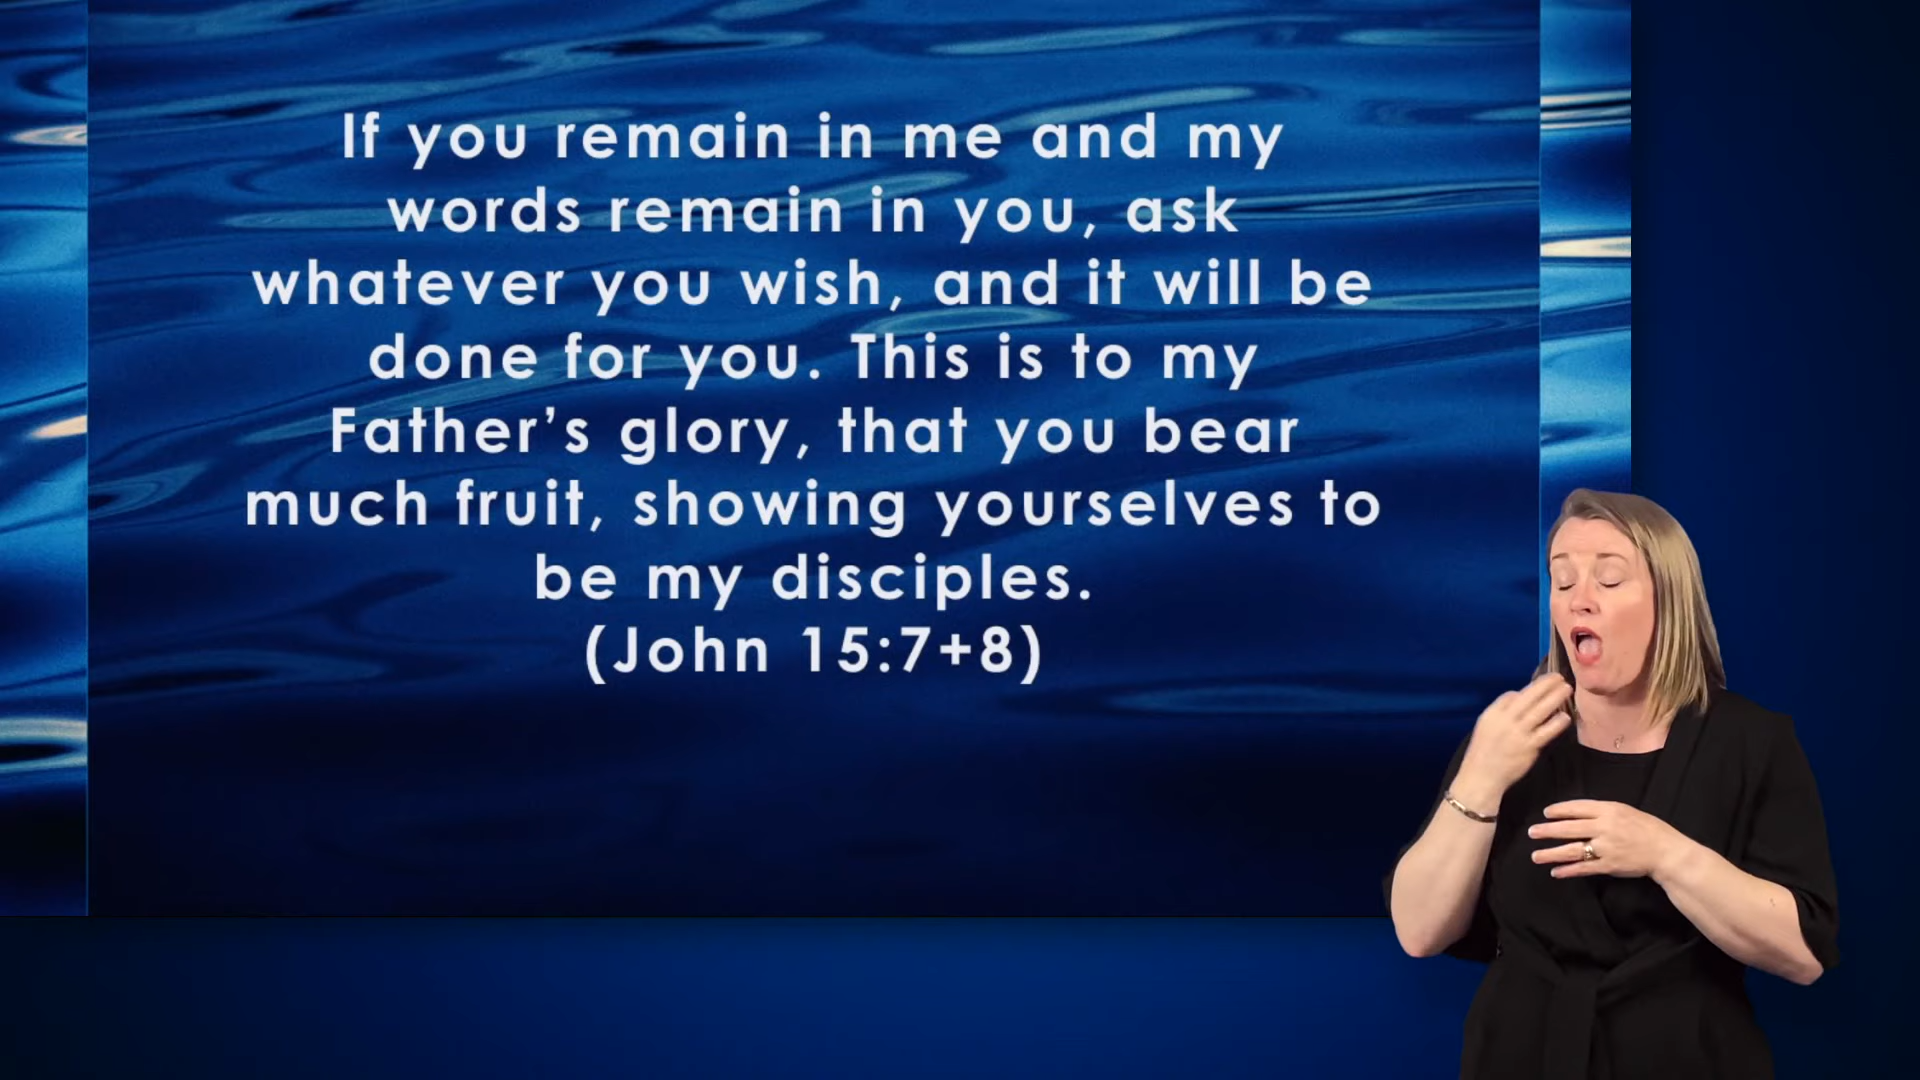 If you remain in me and my
words remain in you, ask
whatever you wish, and it will be
done for you. This is to my
Father’s glory, that you bear
much fruit, showing yourselves to
be my disciples.
(John 15:7+8)